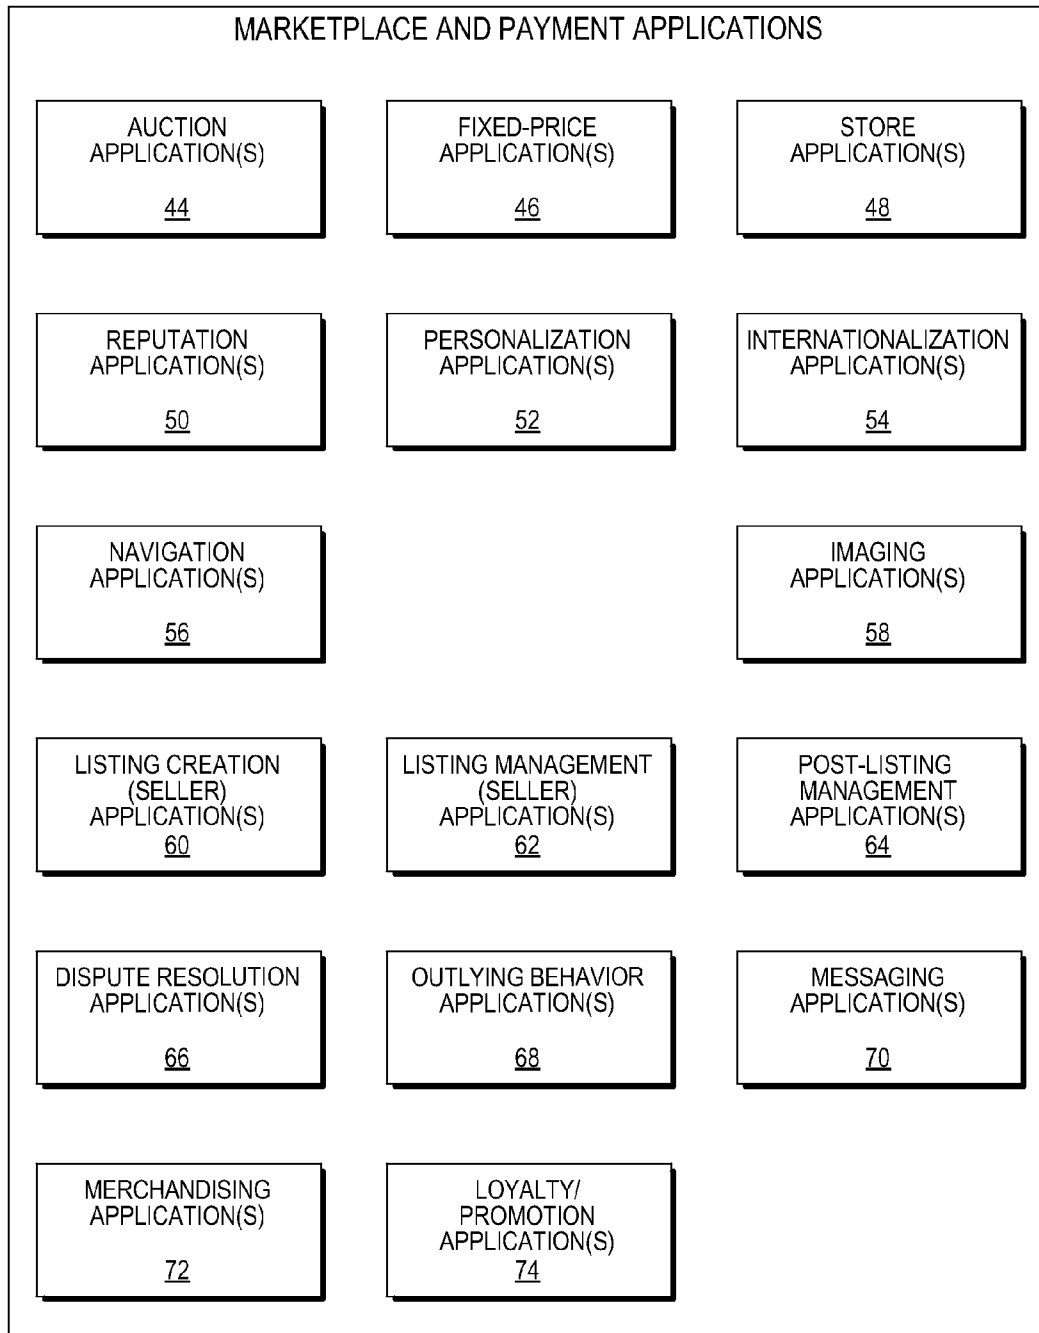 MARKETPLACE AND PAYMENT APPLICATIONS
AUCTION
APPLICATION(S)
44
FIXED-PRICE
APPLICATION(S)
46
STORE
APPLICATION(S)
48
REPUTATION
APPLICATION(S)
50
PERSONALIZATION
APPLICATION(S)
52
INTERNATIONALIZATION
APPLICATION(S)
54
NAVIGATION
APPLICATION(S)
56
IMAGING
APPLICATION(S)
58
LISTING CREATION
(SELLER)
APPLICATION(S)
60
LISTING MANAGEMENT
(SELLER)
APPLICATION(S)
62
POST-LISTING
MANAGEMENT
APPLICATION(S)
64
DISPUTE RESOLUTION
APPLICATION(S)
66
OUTLYING BEHAVIOR
APPLICATION(S)
68
MESSAGING
APPLICATION(S)
70
MERCHANDISING
APPLICATION(S)
72
LOYALTY/
PROMOTION
APPLICATION(S)
74